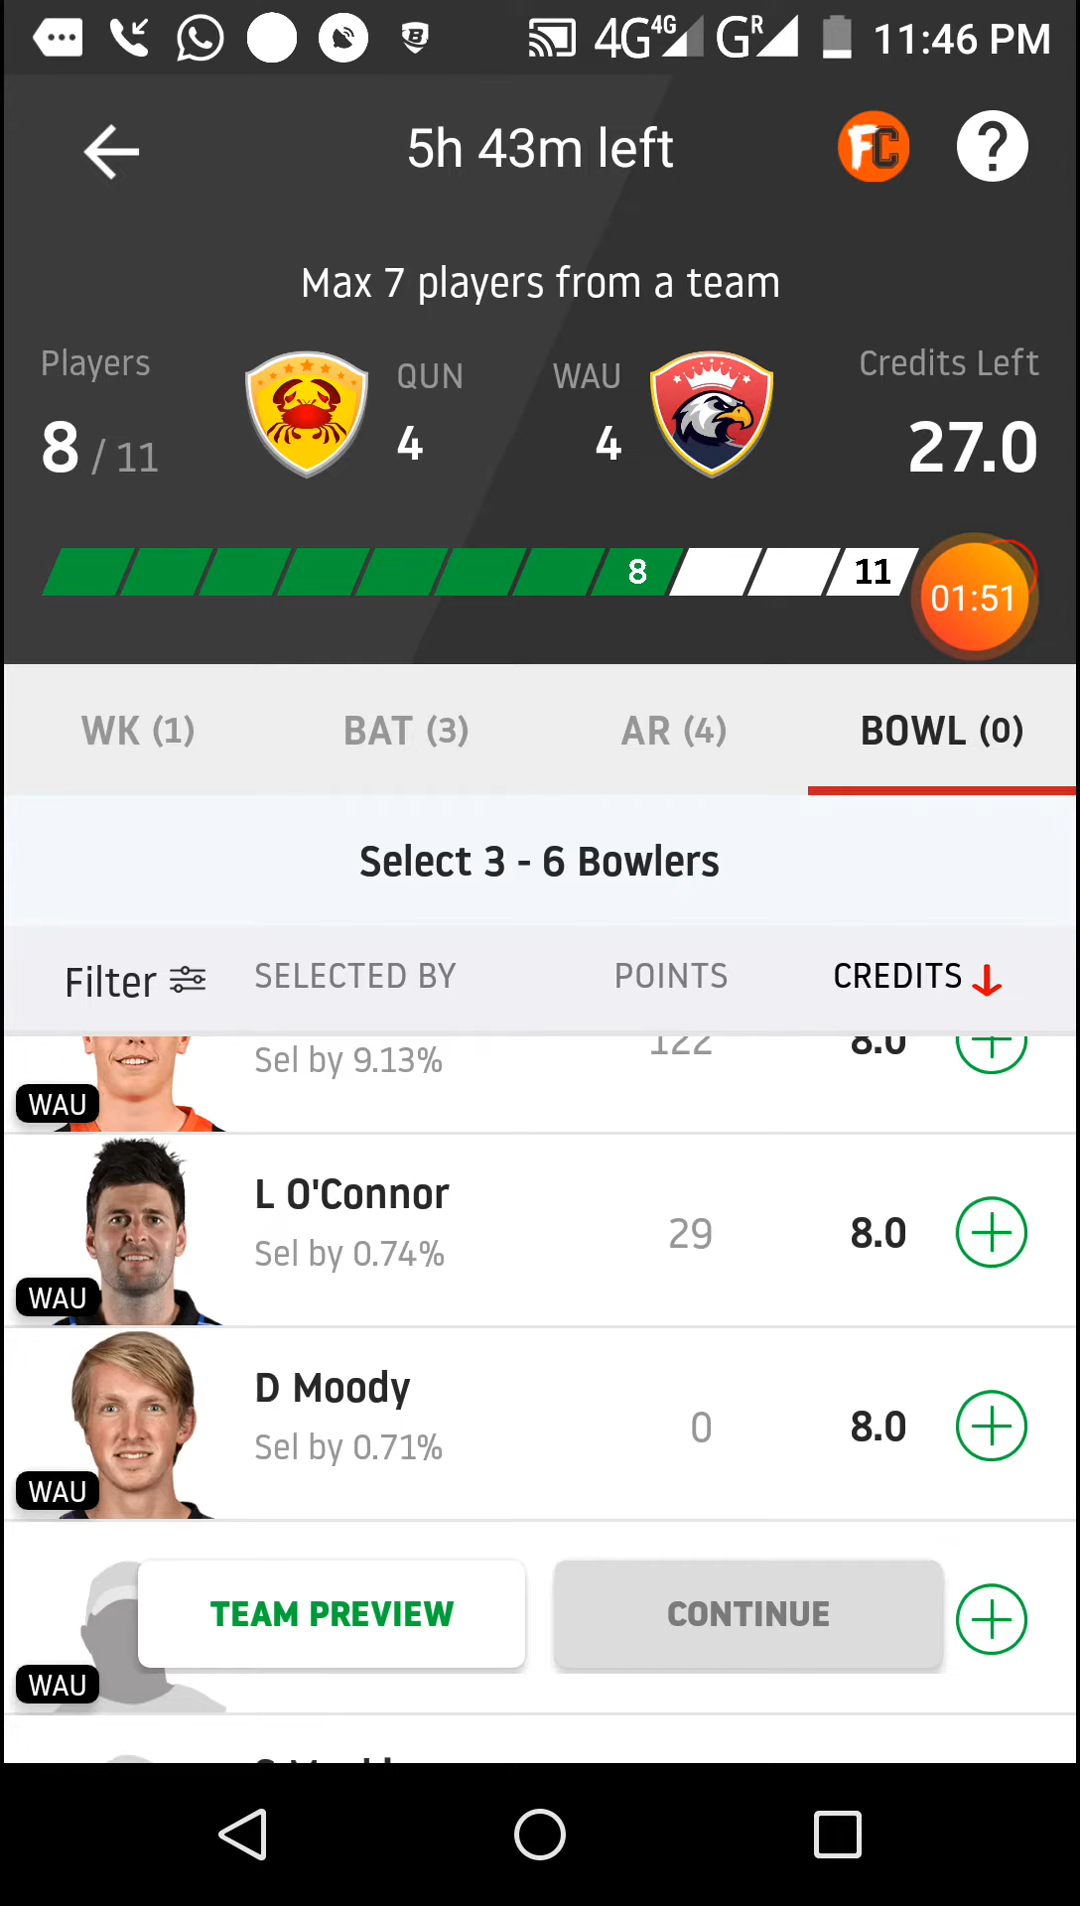 11:46 PM
4G 4G G R
5h 43m left
FC
?
Max 7 players from a team
Players
QUN
WAU
Credits Left
8 / 11
4
4
27.0
8
11
01:51
WK (1)
BAT (3)
AR (4)
BOWL (0)
Select 3 - 6 Bowlers
Filter
SELECTED BY
POINTS
CREDITS
Sel by 9.13%
122
8.0
WAU
L O'Connor
Sel by 0.74%
29
8.0
WAU
D Moody
Sel by 0.71%
0
8.0
WAU
TEAM PREVIEW
CONTINUE
WAU